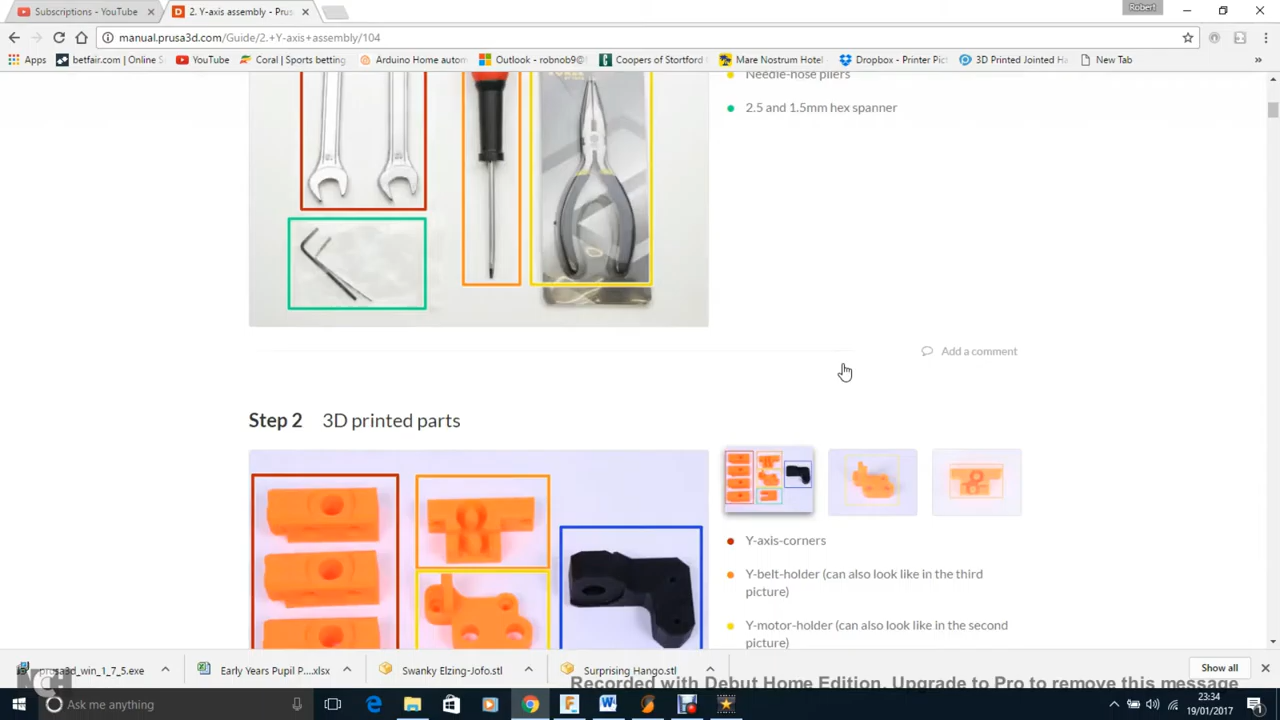 Subscriptions - YouTube
2. Y-axis assembly - Prus
Robert
manual.prusa3d.com/Guide/2.+Y-axis+assembly/104
Apps
betfair.com | Online S
YouTube
Coral | Sports betting
Arduino Home autom
Outlook - robnob9@
Coopers of Stortford
Mare Nostrum Hotel
Dropbox - Printer Pict
3D Printed Jointed Ha
New Tab
»
Needle-nose pliers
2.5 and 1.5mm hex spanner
Add a comment
Step 2 3D printed parts
Y-axis-corners
Y-belt-holder (can also look like in the third
picture)
Y-motor-holder (can also look like in the second
picture)
prusa3d_win_1_7_5.exe
Early Years Pupil P....xlsx
Swanky Elzing-Jofo.stl
Surprising Hango.stl
Show all
Recorded with Debut Home Edition. Upgrade to Pro to remove this message
Ask me anything
23:34
19/01/2017